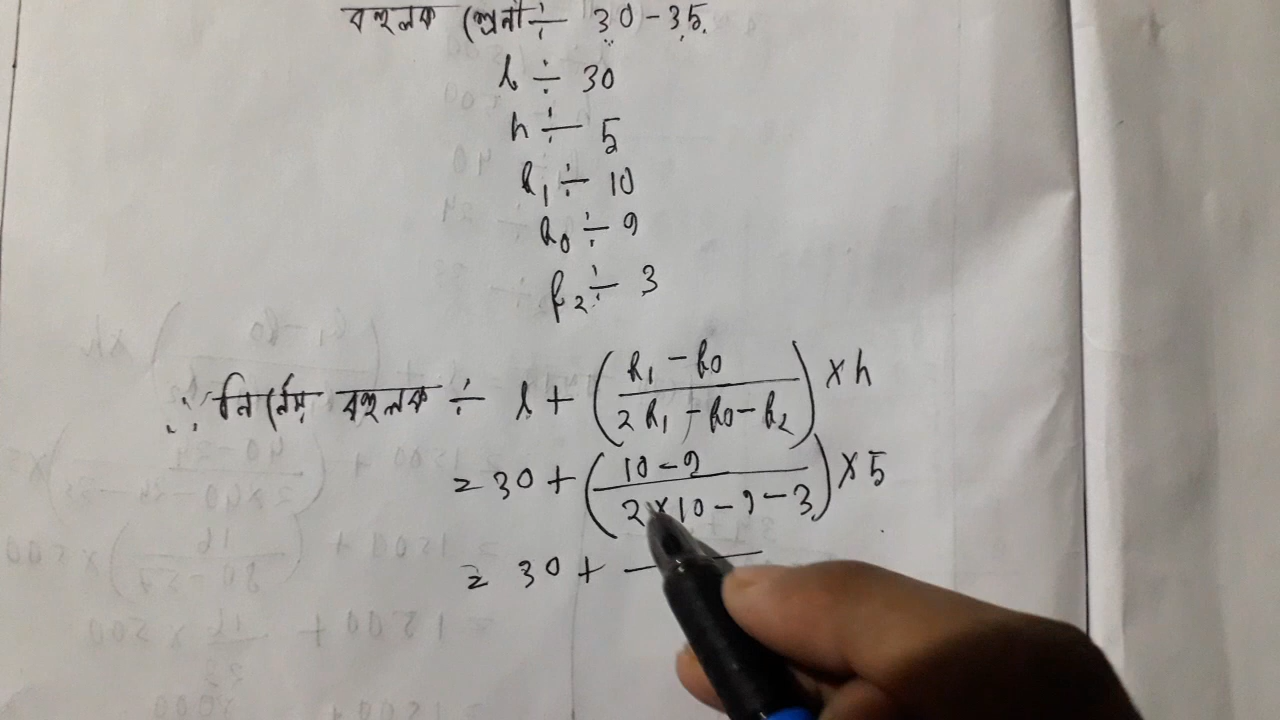 বহুলক শ্ৰেণী ÷ 30-35
l ÷ 30
h ÷ 5
f₁ ÷ 10
f₀ ÷ 9
f₂ ÷ 3
∴ নিৰ্নেয় বহুলক ÷ l + (f₁ - f₀ / 2f₁ - f₀ - f₂) × h
= 30 + (10 - 9 / 2×10 - 9 - 3) × 5
= 30 +